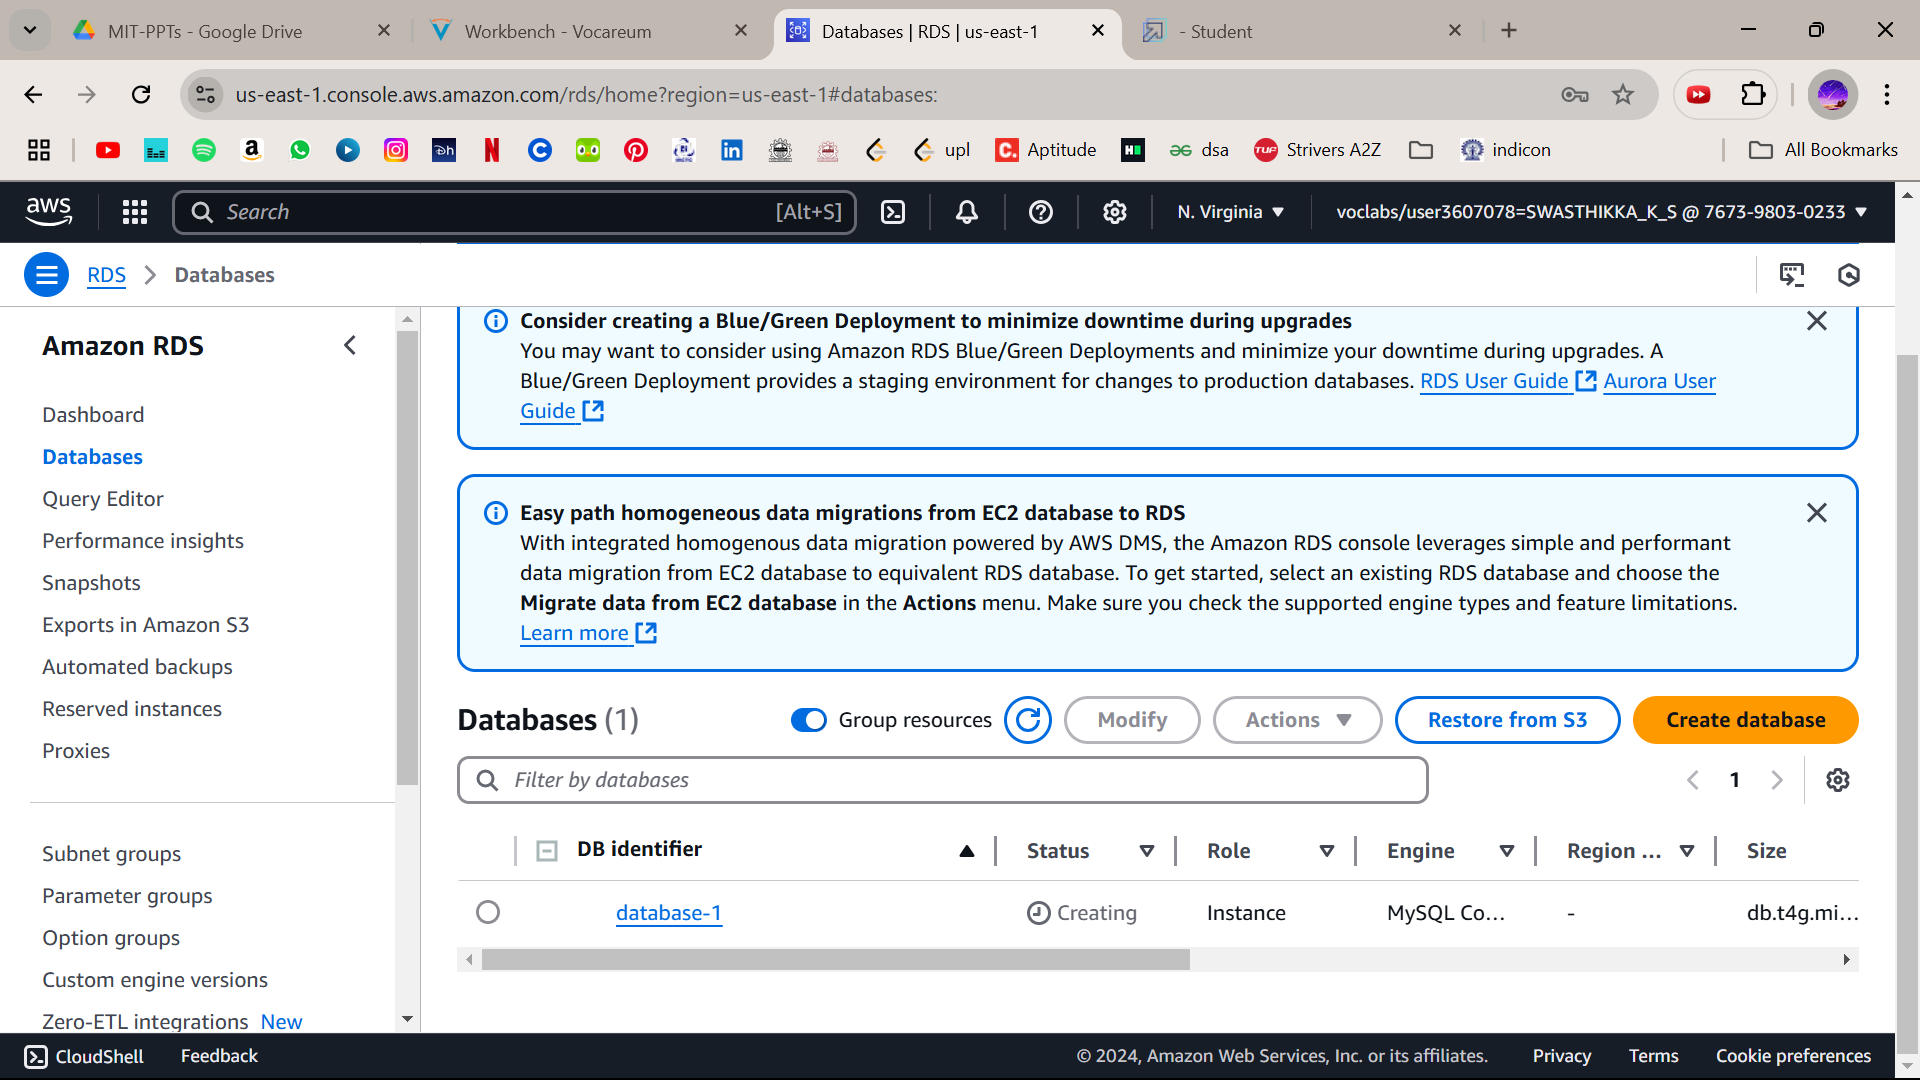 MIT-PPTs - Google Drive
Workbench - Vocareum
Databases | RDS | us-east-1
- Student
us-east-1.console.aws.amazon.com/rds/home?region=us-east-1#databases:
upl
Aptitude
dsa
Strivers A2Z
indicon
All Bookmarks
aws
Search
[Alt+S]
N. Virginia
voclabs/user3607078=SWASTHIKKA_K_S @ 7673-9803-0233
RDS
Databases
Amazon RDS
Dashboard
Databases
Query Editor
Performance insights
Snapshots
Exports in Amazon S3
Automated backups
Reserved instances
Proxies
Subnet groups
Parameter groups
Option groups
Custom engine versions
Zero-ETL integrations New
Consider creating a Blue/Green Deployment to minimize downtime during upgrades
You may want to consider using Amazon RDS Blue/Green Deployments and minimize your downtime during upgrades. A
Blue/Green Deployment provides a staging environment for changes to production databases. RDS User Guide Aurora User
Guide
Easy path homogeneous data migrations from EC2 database to RDS
With integrated homogenous data migration powered by AWS DMS, the Amazon RDS console leverages simple and performant
data migration from EC2 database to equivalent RDS database. To get started, select an existing RDS database and choose the
Migrate data from EC2 database in the Actions menu. Make sure you check the supported engine types and feature limitations.
Learn more
Databases (1)
Group resources
Modify
Actions
Restore from S3
Create database
Filter by databases
1
DB identifier
Status
Role
Engine
Region ...
Size
database-1
Creating
Instance
MySQL Co...
-
db.t4g.mi...
CloudShell
Feedback
© 2024, Amazon Web Services, Inc. or its affiliates.
Privacy
Terms
Cookie preferences